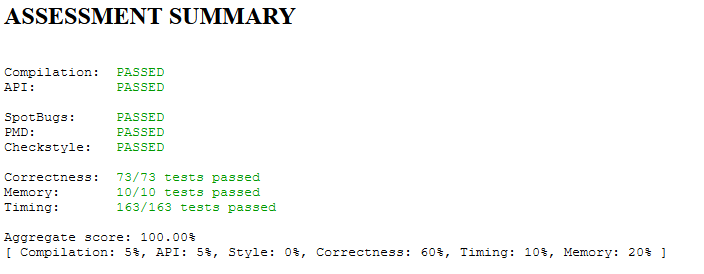 ASSESSMENT SUMMARY
Compilation: PASSED
API: PASSED
SpotBugs: PASSED
PMD: PASSED
Checkstyle: PASSED
Correctness: 73/73 tests passed
Memory: 10/10 tests passed
Timing: 163/163 tests passed
Aggregate score: 100.00%
[ Compilation: 5%, API: 5%, Style: 0%, Correctness: 60%, Timing: 10%, Memory: 20% ]